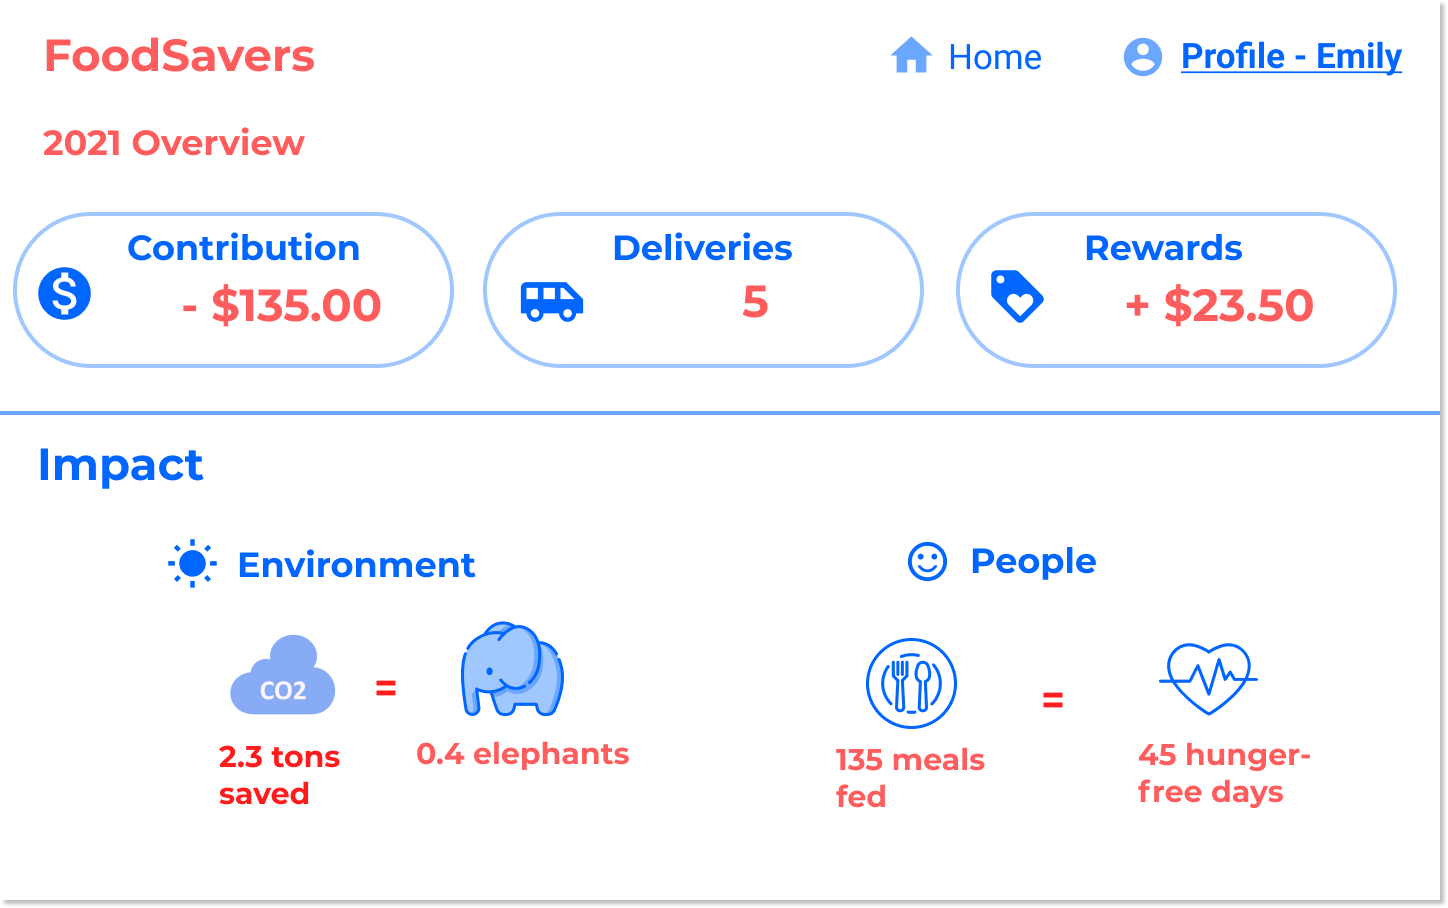 FoodSavers
Home
Profile - Emily
2021 Overview
Contribution
- $135.00
Deliveries
5
Rewards
+ $23.50
Impact
Environment
People
CO2
=
2.3 tons
saved
0.4 elephants
=
135 meals
fed
45 hunger-
free days